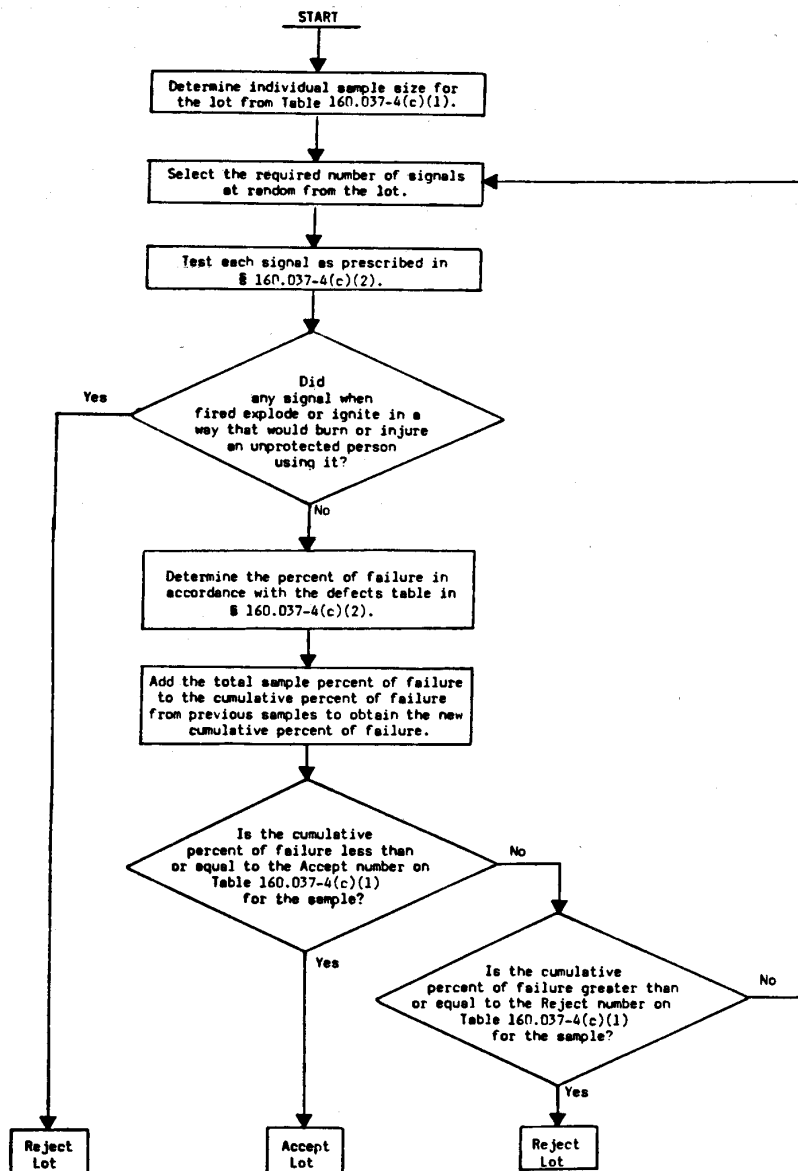 START
Determine individual sample size for
the lot from Table 160.037-4(c)(1).
Select the required number of signals
at random from the lot.
Test each signal as prescribed in
§ 160.037-4(c)(2).
Did
any signal when
fired explode or ignite in a
way that would burn or injure
an unprotected person
using it?
Yes
No
Determine the percent of failure in
accordance with the defects table in
§ 160.037-4(c)(2).
Add the total sample percent of failure
to the cumulative percent of failure
from previous samples to obtain the new
cumulative percent of failure.
Is the cumulative
percent of failure less than
or equal to the Accept number on
Table 160.037-4(c)(1)
for the sample?
No
Yes
Is the cumulative
percent of failure greater than
or equal to the Reject number on
Table 160.037-4(c)(1)
for the sample?
No
Yes
Reject
Lot
Accept
Lot
Reject
Lot